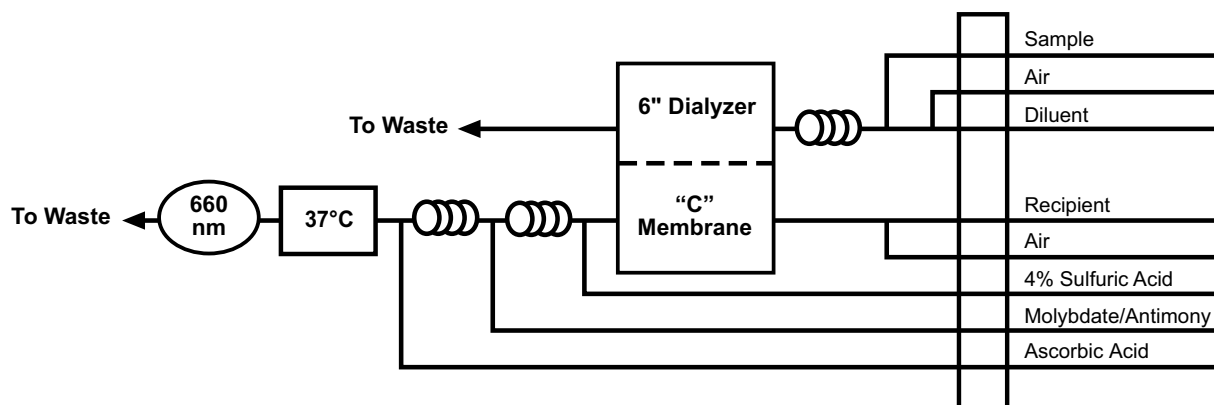 Sample
Air
Diluent
6" Dialyzer
To Waste
“C”
Membrane
Recipient
Air
660
nm
37°C
To Waste
4% Sulfuric Acid
Molybdate/Antimony
Ascorbic Acid